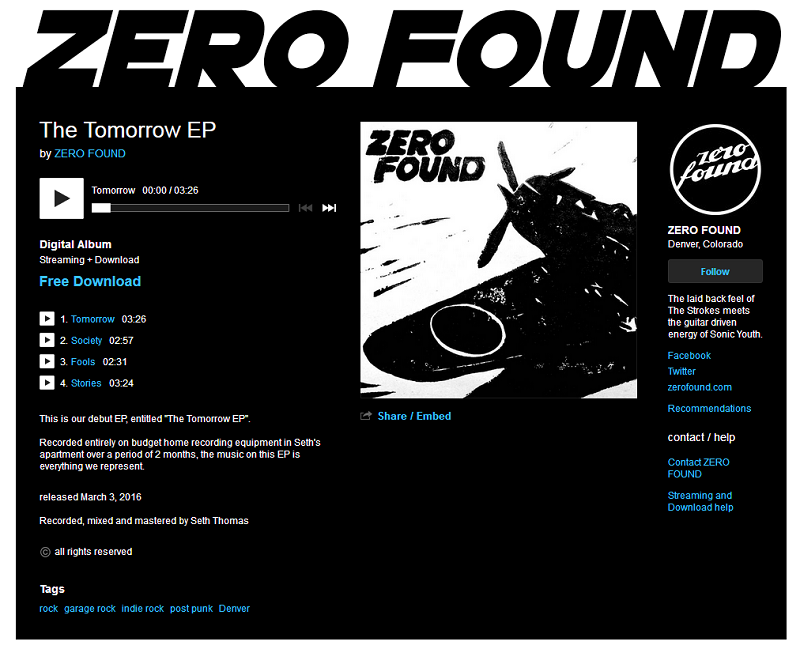 ZERO FOUND
The Tomorrow EP
by ZERO FOUND
Tomorrow 00:00 / 03:26
Digital Album
Streaming + Download
Free Download
1. Tomorrow 03:26
2. Society 02:57
3. Fools 02:31
4. Stories 03:24
This is our debut EP, entitled "The Tomorrow EP".
Recorded entirely on budget home recording equipment in Seth's
apartment over a period of 2 months, the music on this EP is
everything we represent.
released March 3, 2016
Recorded, mixed and mastered by Seth Thomas
© all rights reserved
Tags
rock garage rock indie rock post punk Denver
ZERO
FOUND
Share / Embed
zero
found
ZERO FOUND
Denver, Colorado
Follow
The laid back feel of
The Strokes meets
the guitar driven
energy of Sonic Youth.
Facebook
Twitter
zerofound.com
Recommendations
contact / help
Contact ZERO
FOUND
Streaming and
Download help